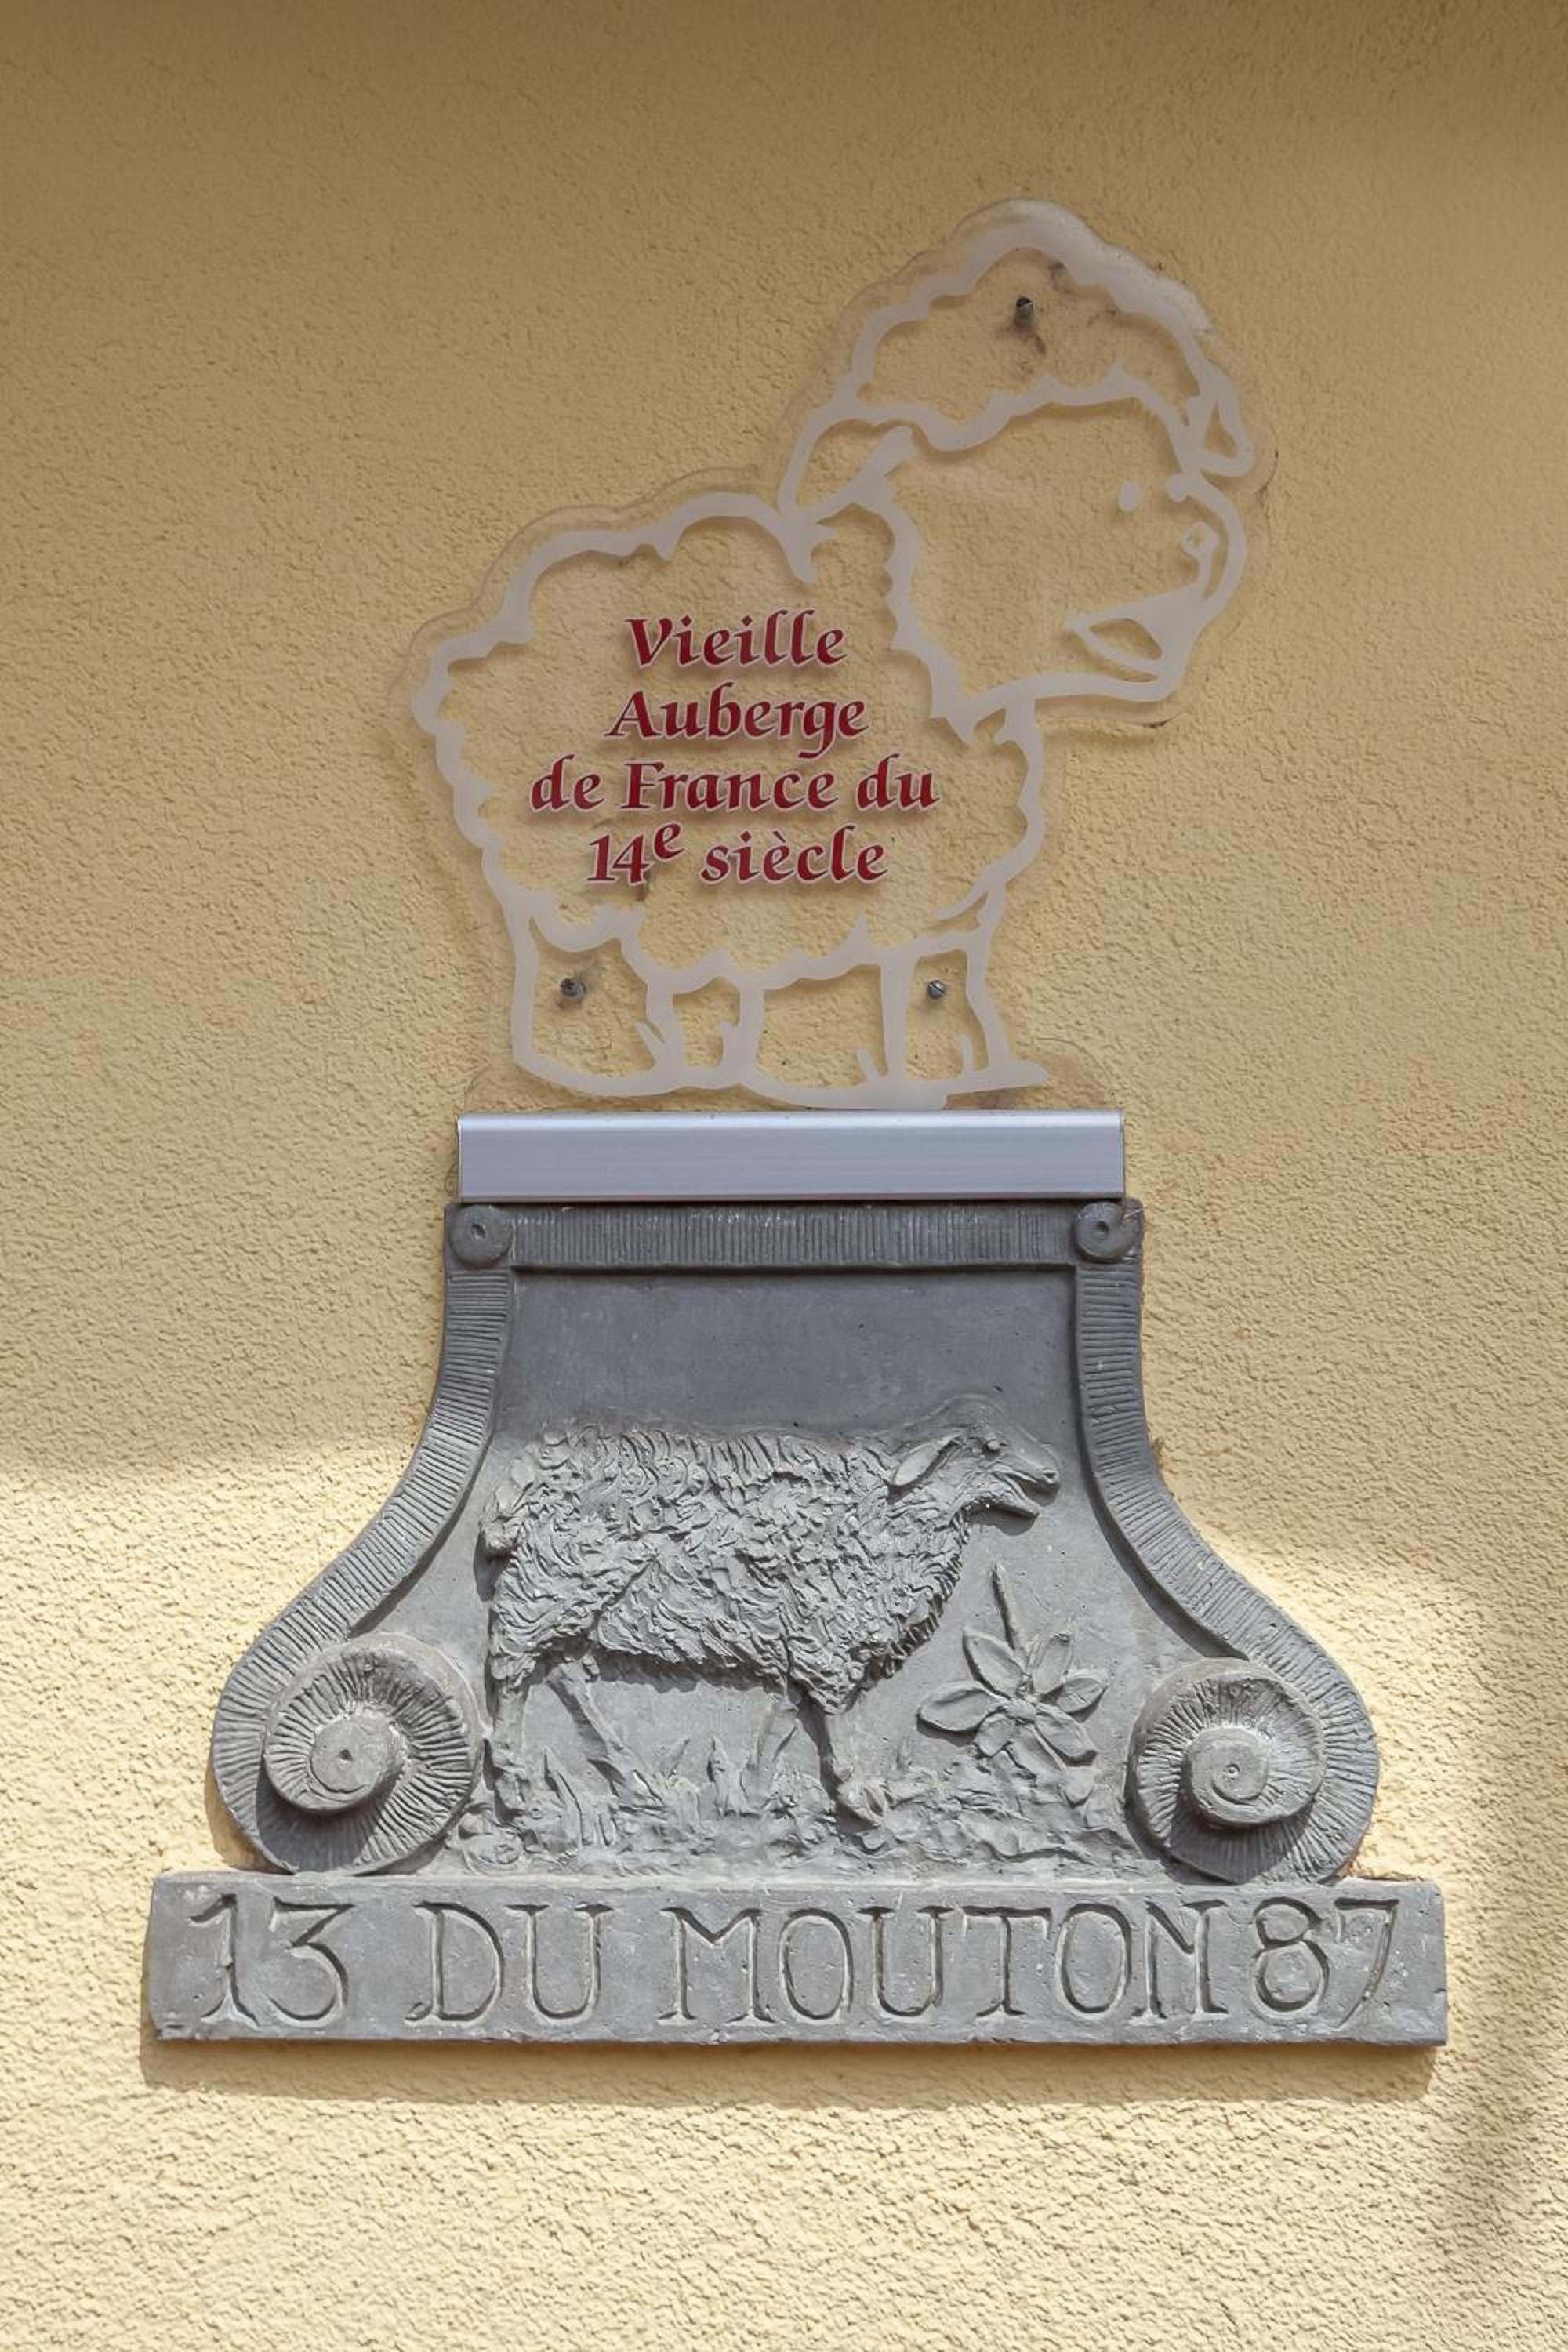 Vieille
Auberge
de France du
14e siècle
13 DU MOUTON 87